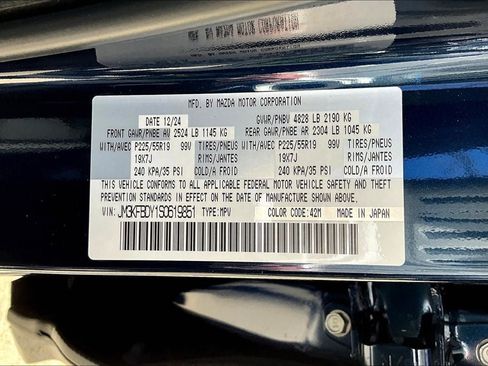 MFD. BY MAZDA MOTOR CORPORATION
DATE 12/24 GVWR/PNBV 4828 LB 2190 KG
FRONT GAWR/PNBE AV 2524 LB 1145 KG REAR GAWR/PNBE AR 2304 LB 1045 KG
WITH/AVEC P225/55R19 99V TIRES/PNEUS WITH/AVEC P225/55R19 99V TIRES/PNEUS
19X7J RIMS/JANTES 19X7J RIMS/JANTES
240 KPA/35 PSI COLD/A FROID 240 KPA/35 PSI COLD/A FROID
THIS VEHICLE CONFORMS TO ALL APPLICABLE FEDERAL MOTOR VEHICLE SAFETY AND
THEFT PREVENTION STANDARDS IN EFFECT ON THE DATE OF MANUFACTURE SHOWN ABOVE.
VIN: JM3KFBDY1S0619851 TYPE:MPV COLOR CODE:42M MADE IN JAPAN